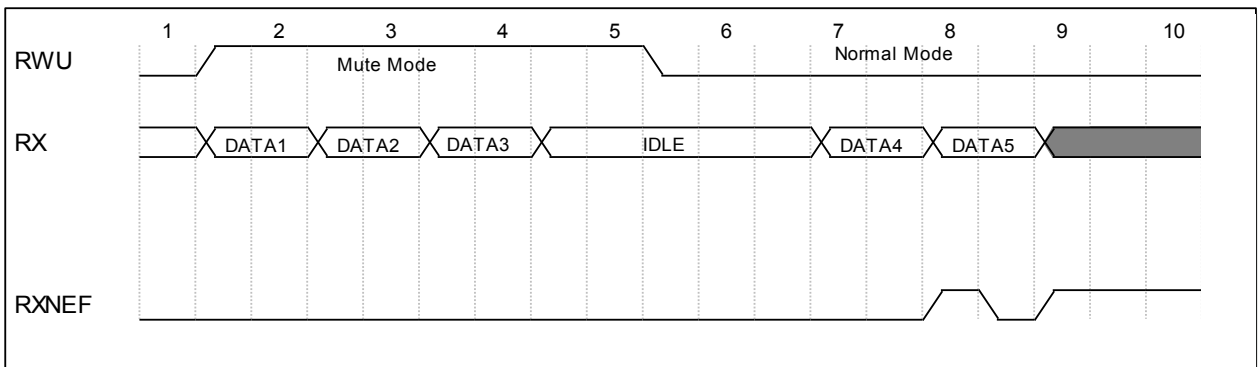 1 2 3 4 5 6 7 8 9 10
RWU Mute Mode Normal Mode
RX DATA1 DATA2 DATA3 IDLE DATA4 DATA5
RXNEF